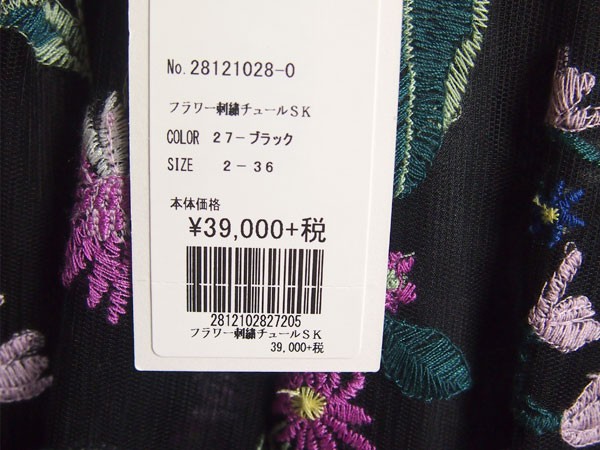 No.28121028-0
フラワー刺繍チュールＳＫ
COLOR 27-ブラック
SIZE 2-36
本体価格
¥39,000+税
2812102827205
フラワー刺繍チュールＳＫ
39,000+税